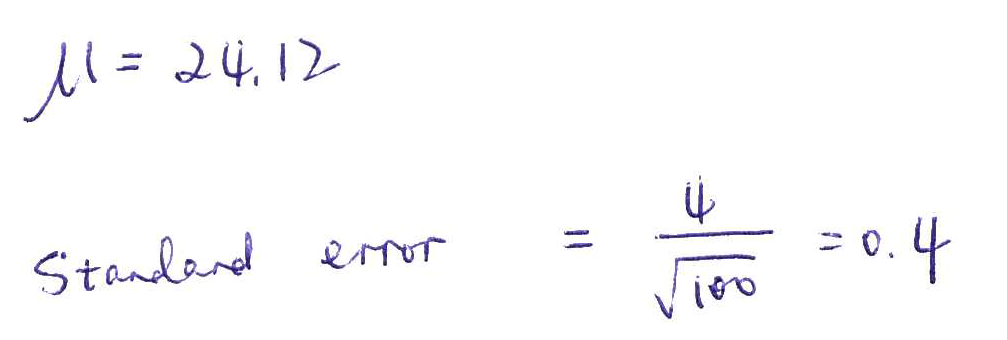 μ = 24.12
Standard error = 4/√100 = 0.4